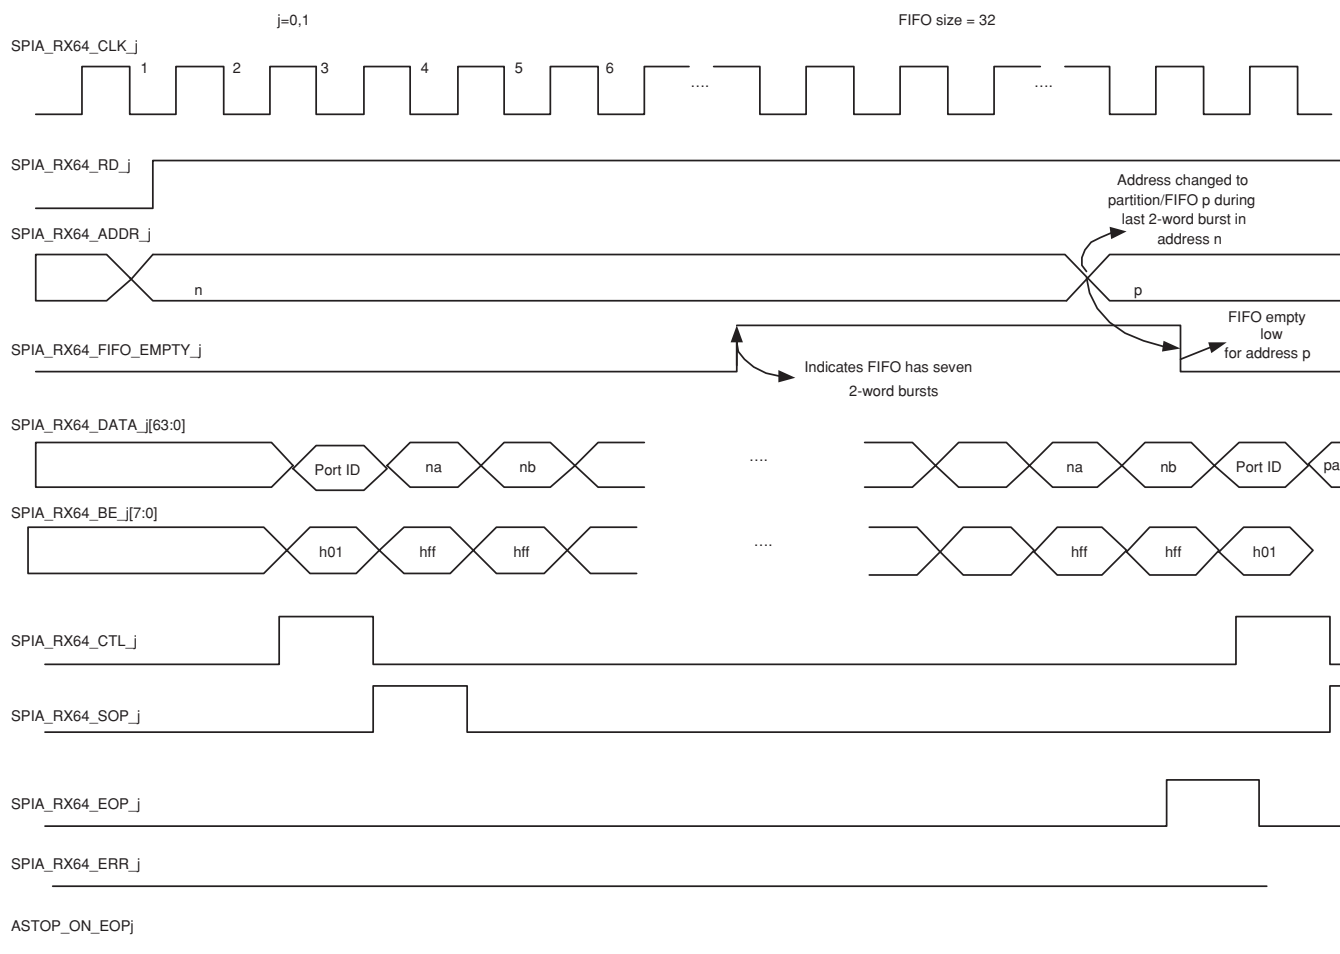 j=0,1
FIFO size = 32
SPIA_RX64_CLK_j
1 2 3 4 5 6
.... ....
SPIA_RX64_RD_j
Address changed to
partition/FIFO p during
last 2-word burst in
address n
SPIA_RX64_ADDR_j
n
p
SPIA_RX64_FIFO_EMPTY_j
Indicates FIFO has seven
2-word bursts
FIFO empty
low
for address p
SPIA_RX64_DATA_j[63:0]
Port ID na nb .... na nb Port ID pa
SPIA_RX64_BE_j[7:0]
h01 hff hff .... hff hff h01
SPIA_RX64_CTL_j
SPIA_RX64_SOP_j
SPIA_RX64_EOP_j
SPIA_RX64_ERR_j
ASTOP_ON_EOPj